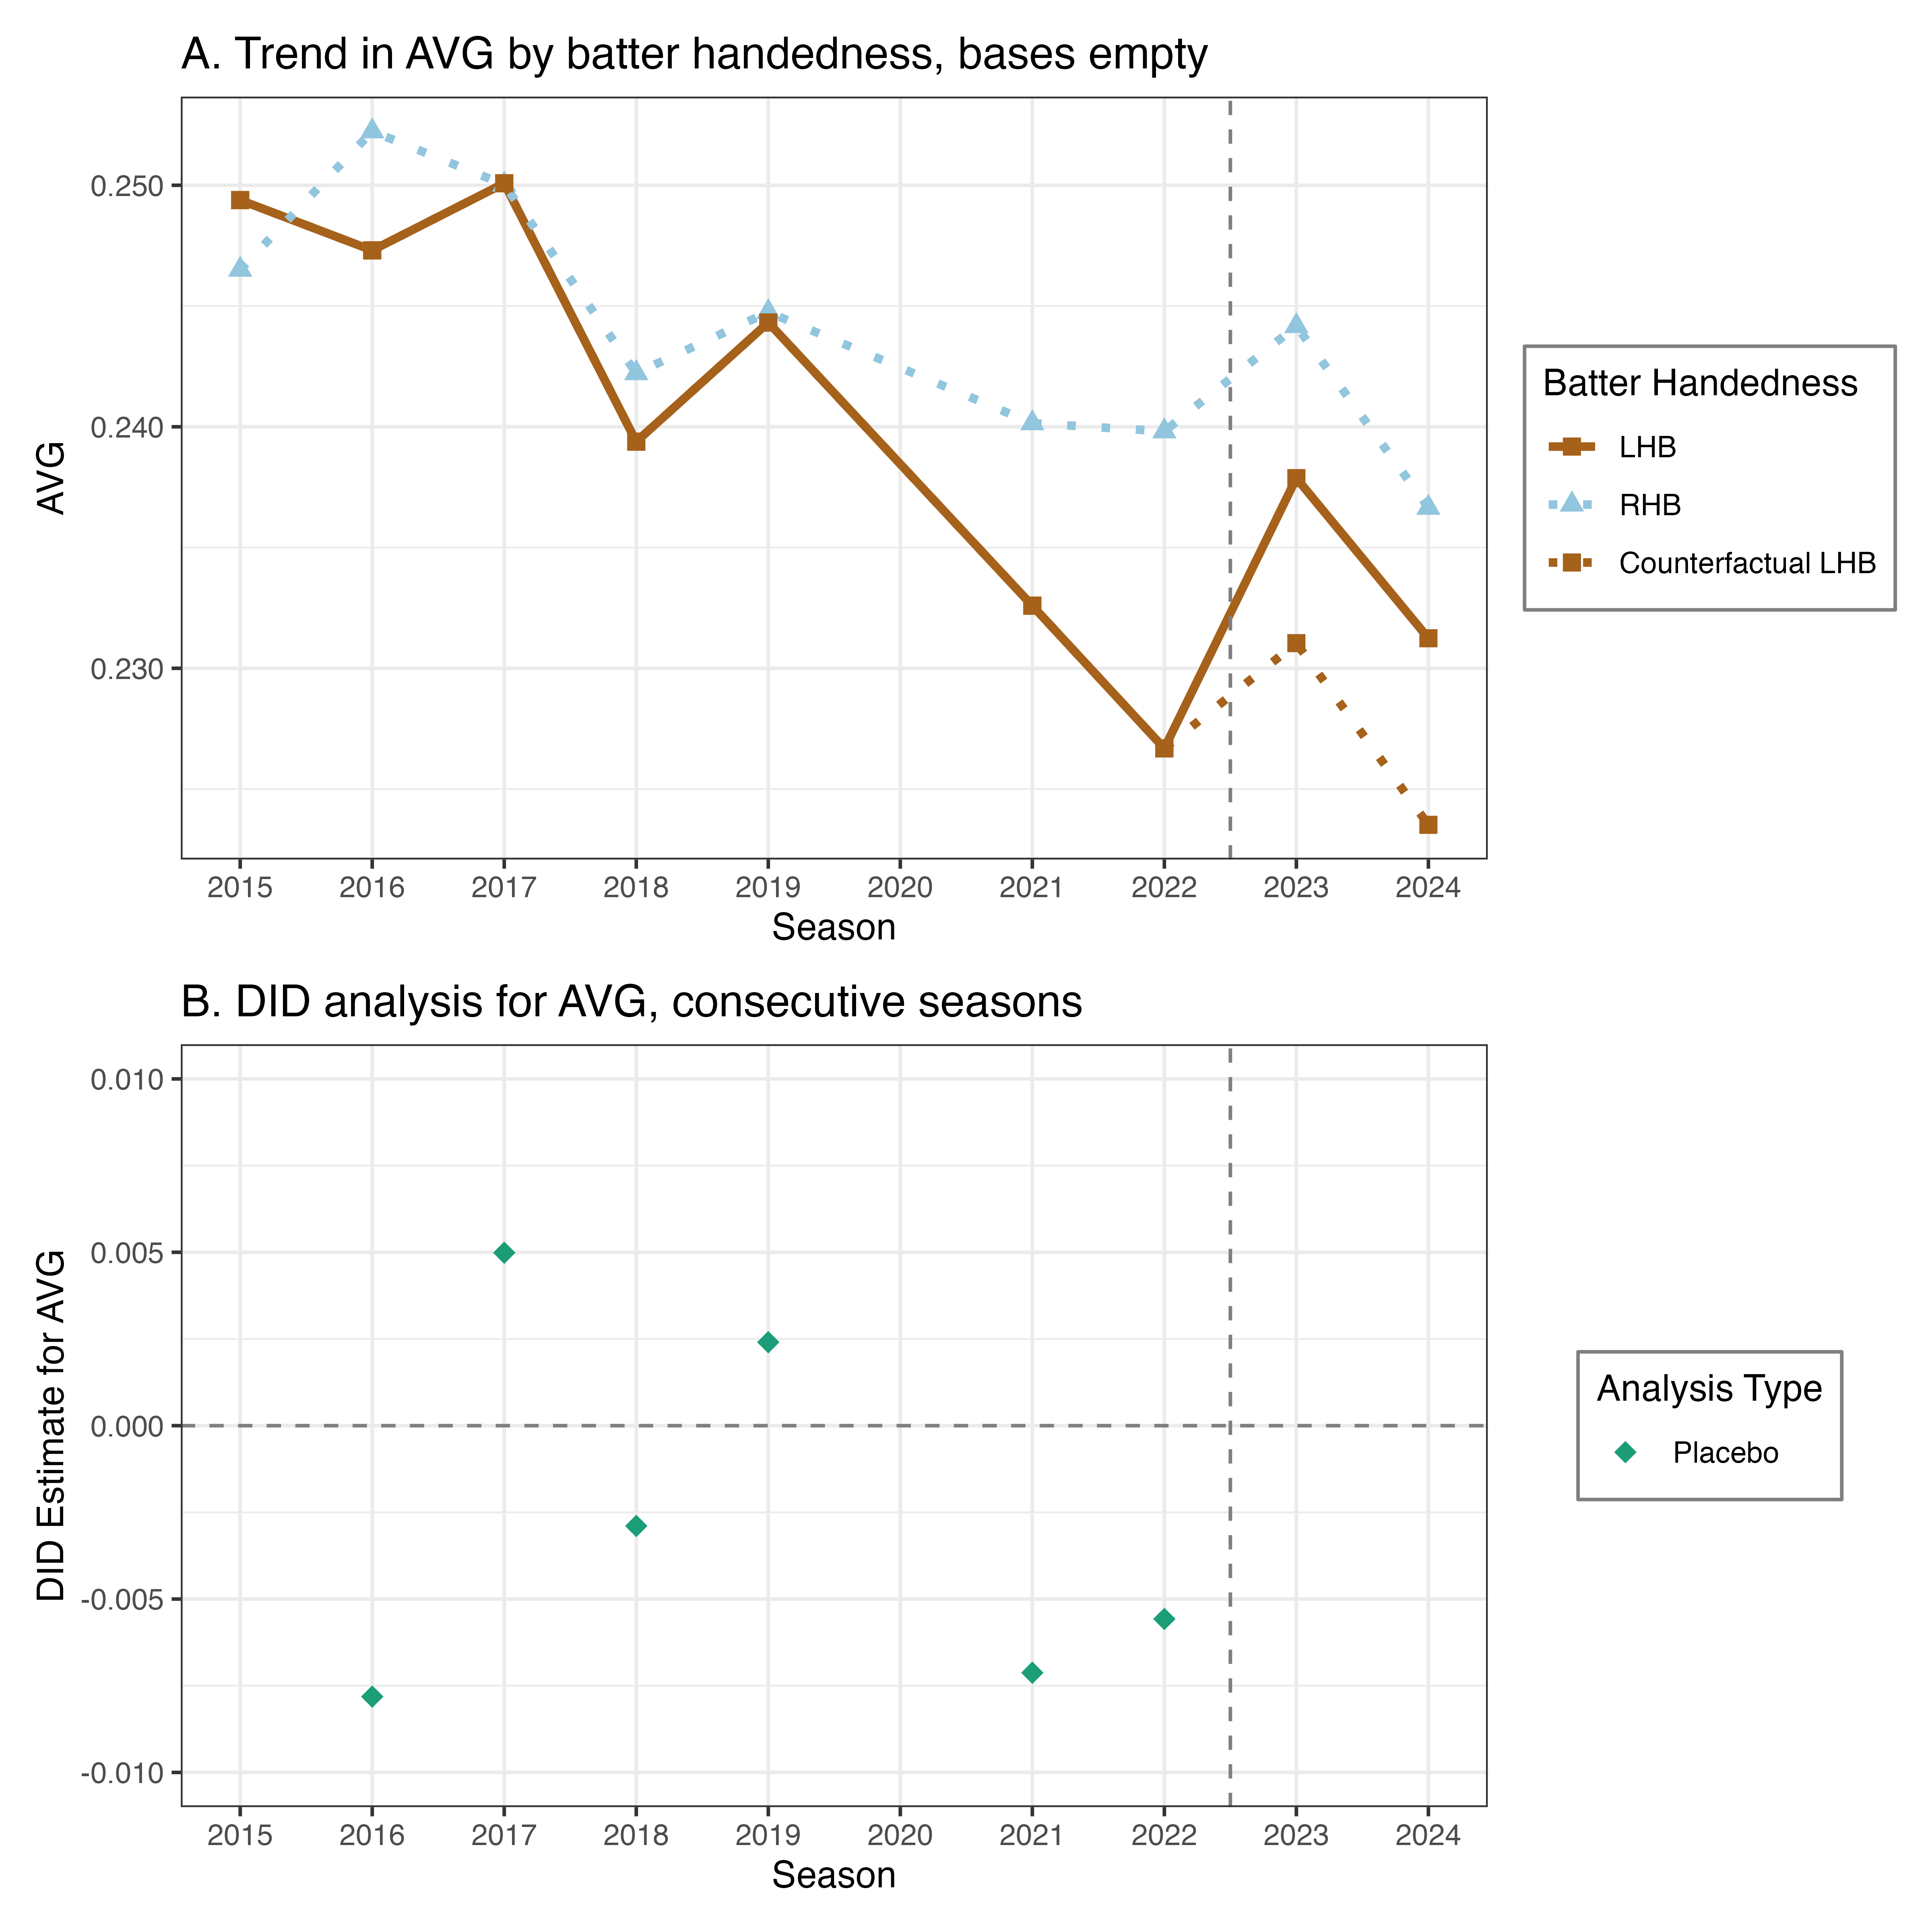 A. Trend in AVG by batter handedness, bases empty
AVG
0.250
0.240
0.230
2015 2016 2017 2018 2019 2020 2021 2022 2023 2024
Season
Batter Handedness
LHB
RHB
Counterfactual LHB
B. DID analysis for AVG, consecutive seasons
DID Estimate for AVG
0.010
0.005
0.000
-0.005
-0.010
2015 2016 2017 2018 2019 2020 2021 2022 2023 2024
Season
Analysis Type
Placebo